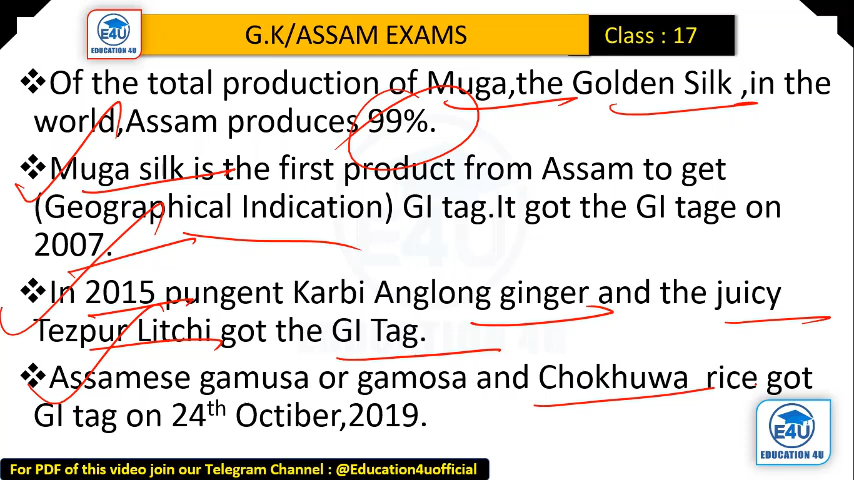 E4U
EDUCATION 4U
G.K/ASSAM EXAMS
Class : 17
❖Of the total production of Muga,the Golden Silk ,in the
world,Assam produces 99%.
❖Muga silk is the first product from Assam to get
(Geographical Indication) GI tag.It got the GI tage on
2007.
❖In 2015 pungent Karbi Anglong ginger and the juicy
Tezpur Litchi got the GI Tag.
❖Assamese gamusa or gamosa and Chokhuwa rice got
GI tag on 24th Octiber,2019.
E4U
EDUCATION 4U
E4U
EDUCATION 4U
For PDF of this video join our Telegram Channel : @Education4uofficial